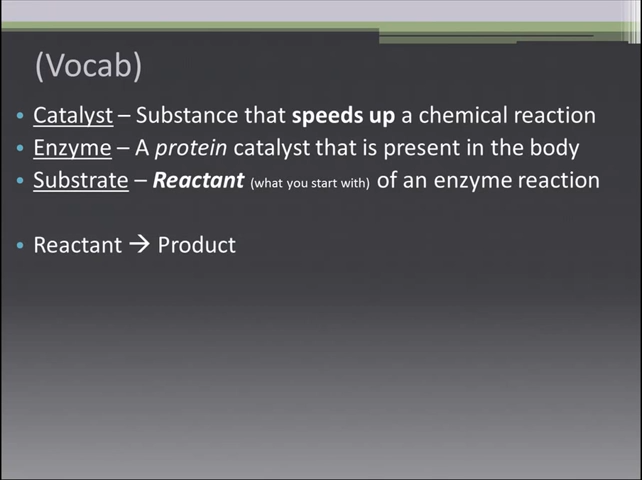 (Vocab)
• Catalyst – Substance that speeds up a chemical reaction
• Enzyme – A protein catalyst that is present in the body
• Substrate – Reactant (what you start with) of an enzyme reaction
• Reactant → Product